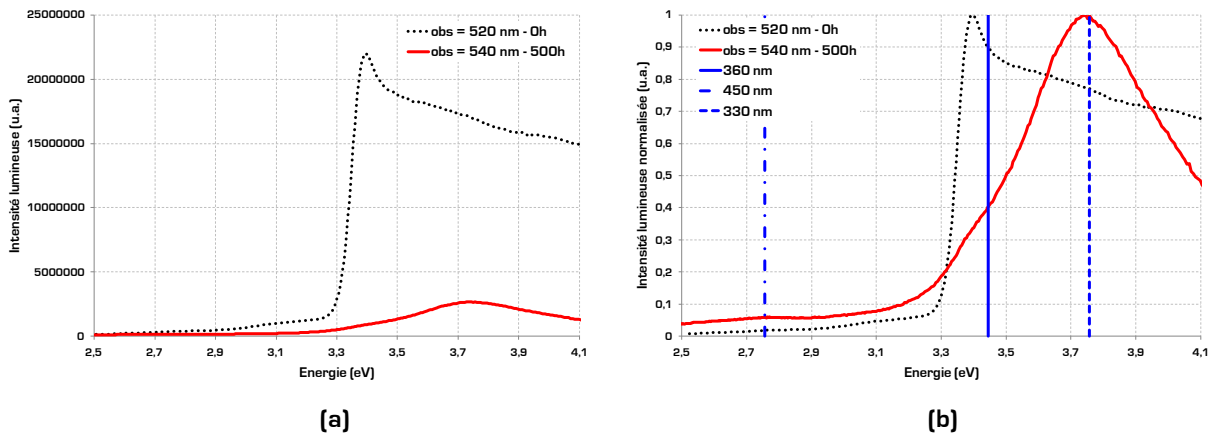 25000000
20000000
15000000
10000000
5000000
0
Intensité lumineuse (u.a.)
obs = 520 nm - 0h
obs = 540 nm - 500h
2,5 2,7 2,9 3,1 3,3 3,5 3,7 3,9 4,1
Energie (eV)
(a)
1
0,9
0,8
0,7
0,6
0,5
0,4
0,3
0,2
0,1
0
Intensité lumineuse normalisée (u.a.)
obs = 520 nm - 0h
obs = 540 nm - 500h
360 nm
450 nm
330 nm
2,5 2,7 2,9 3,1 3,3 3,5 3,7 3,9 4,1
Energie (eV)
(b)